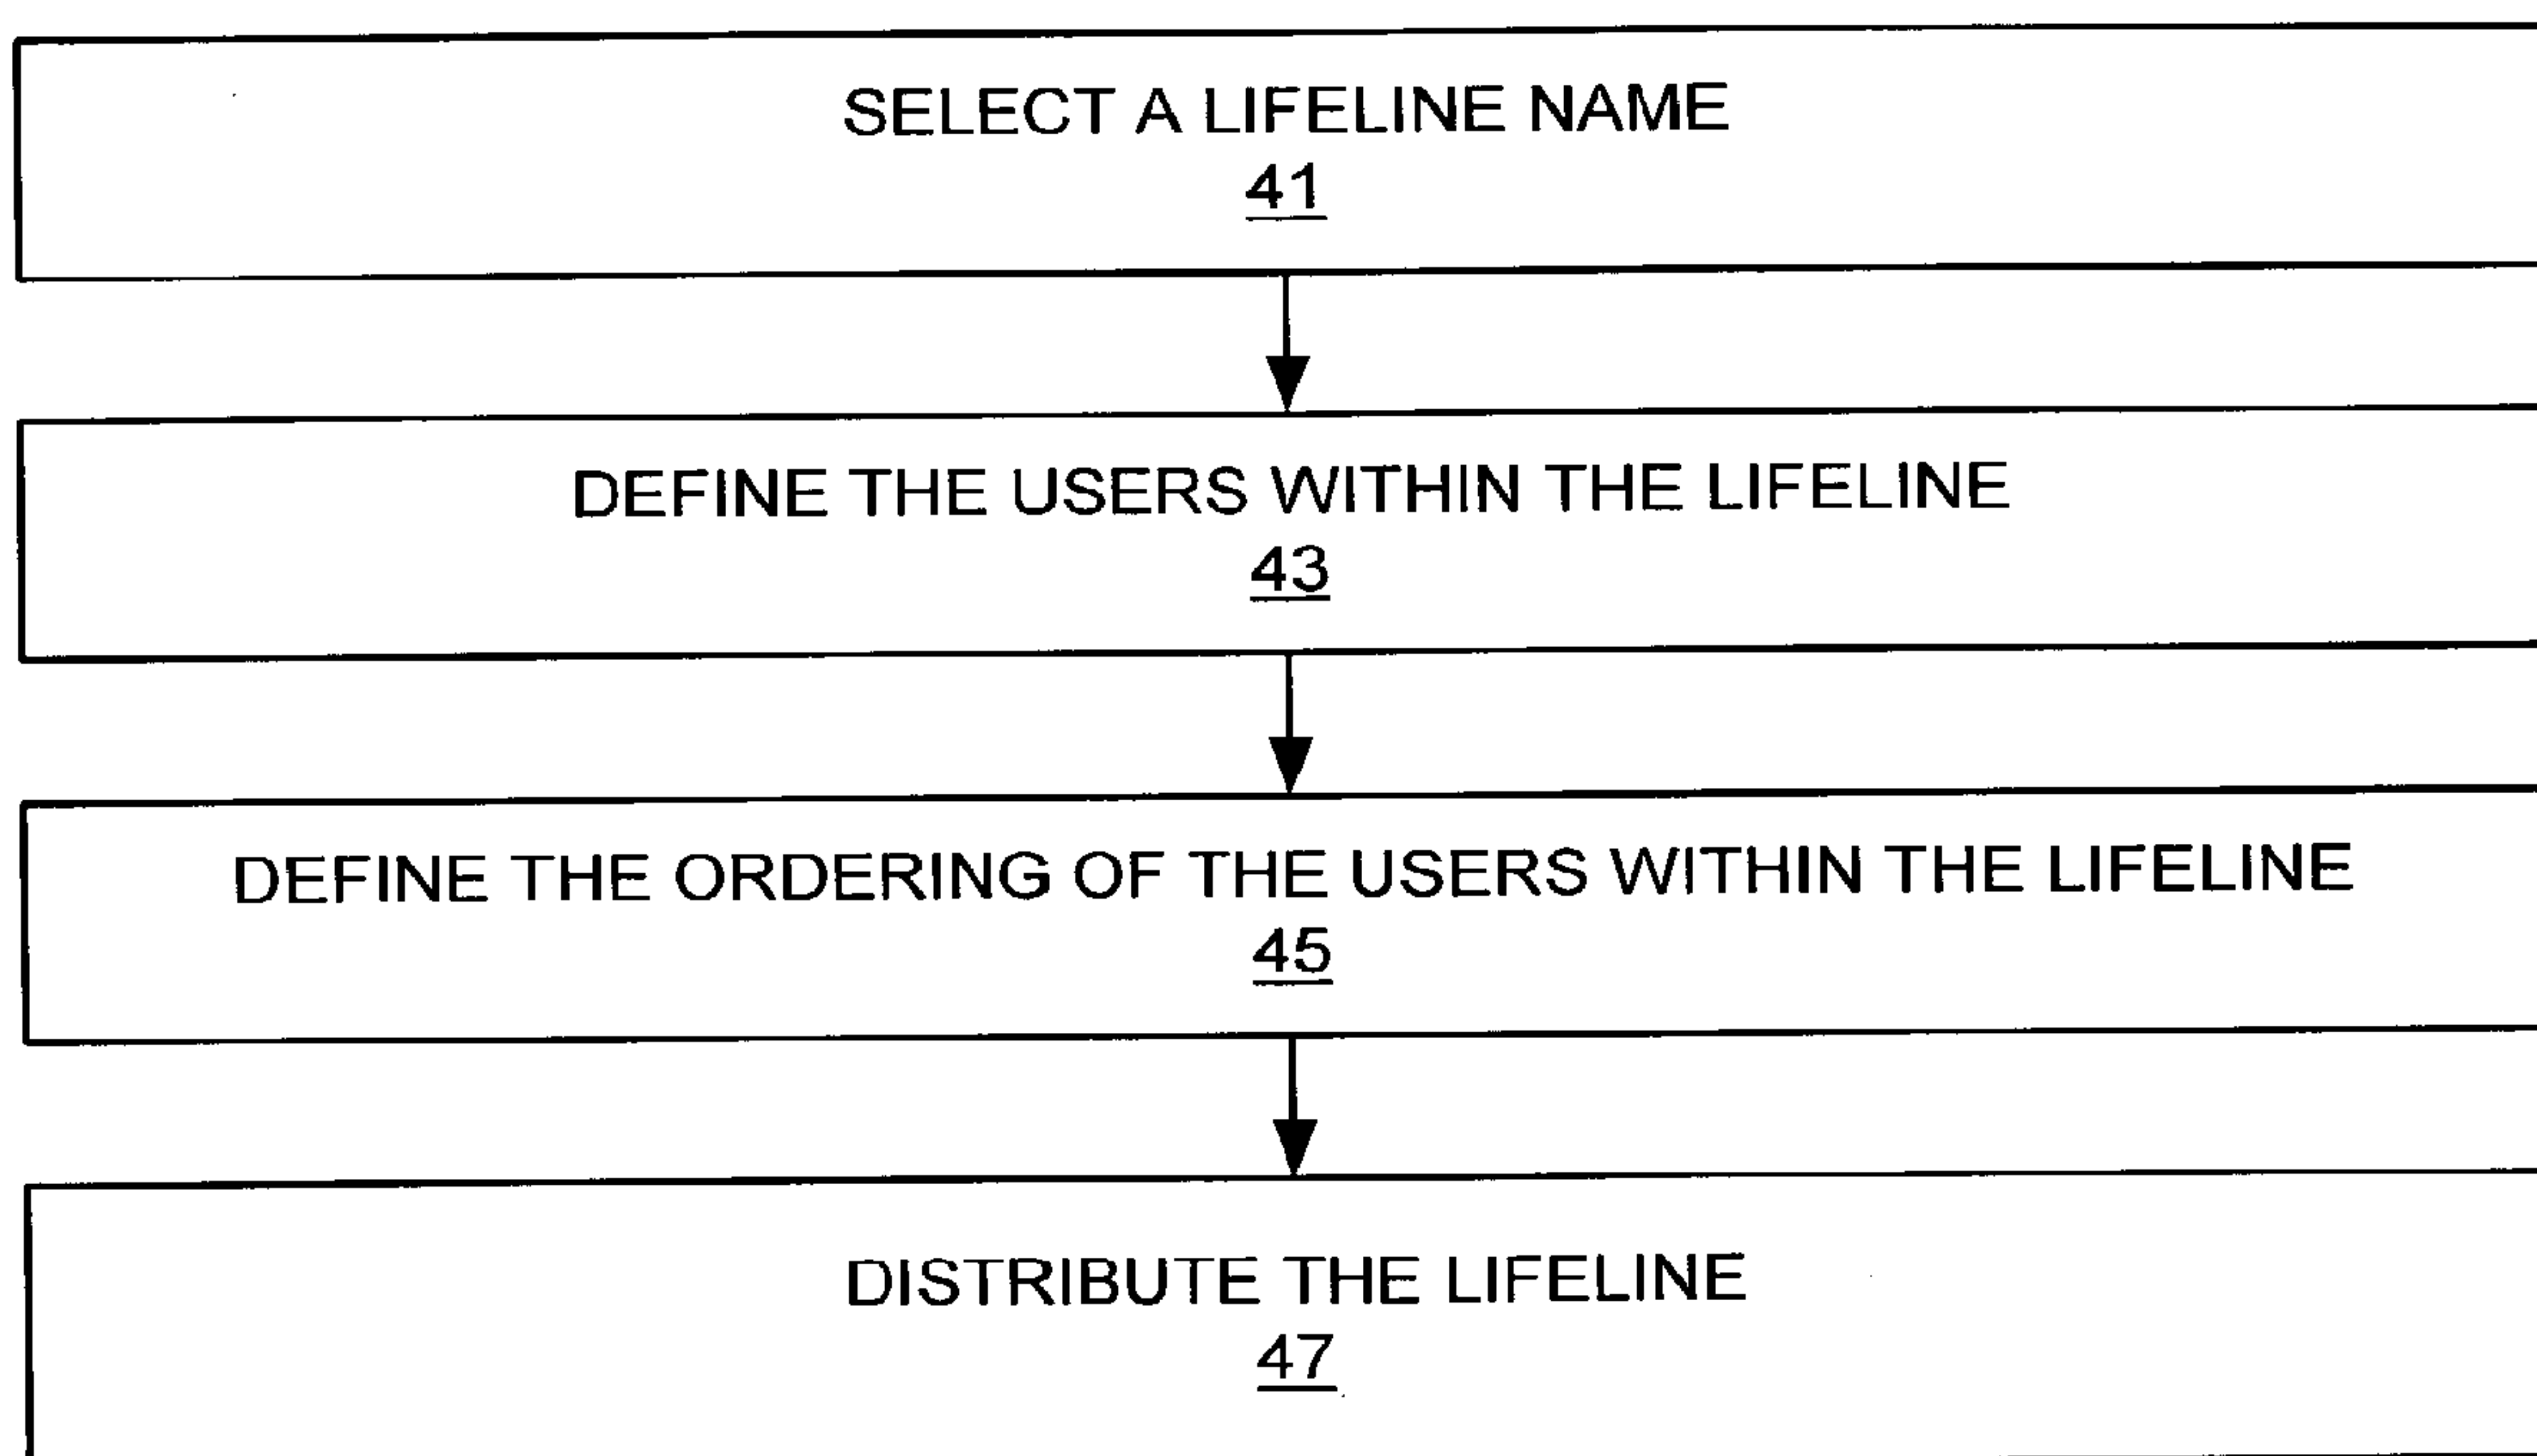 SELECT A LIFELINE NAME
41
DEFINE THE USERS WITHIN THE LIFELINE
43
DEFINE THE ORDERING OF THE USERS WITHIN THE LIFELINE
45
DISTRIBUTE THE LIFELINE
47